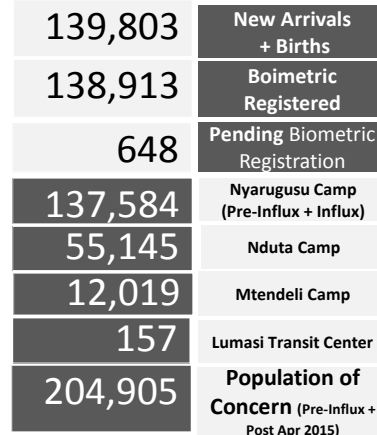 139,803
New Arrivals
+ Births
138,913
Boimetric
Registered
648
Pending Biometric
Registration
137,584
Nyarugusu Camp
(Pre-Influx + Influx)
55,145
Nduta Camp
12,019
Mtendeli Camp
157
Lumasi Transit Center
204,905
Population of
Concern (Pre-Influx +
Post Apr 2015)